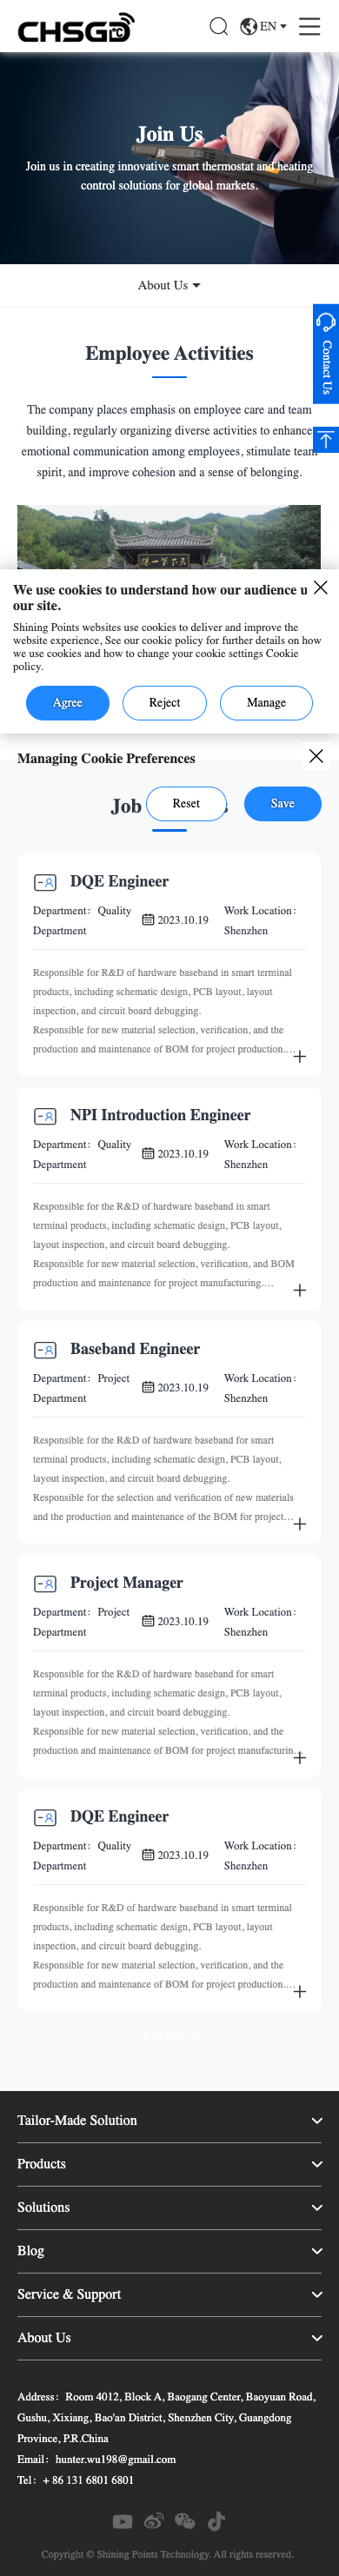 CHSGD °C
EN
Join Us
Join us in creating innovative smart thermostat and heating
control solutions for global markets.
About Us
Contact Us
Employee Activities
The company places emphasis on employee care and team
building, regularly organizing diverse activities to enhance
emotional communication among employees, stimulate team
spirit, and improve cohesion and a sense of belonging.
We use cookies to understand how our audience u
our site.
Shining Points websites use cookies to deliver and improve the
website experience, See our cookie policy for further details on how
we use cookies and how to change your cookie settings Cookie
policy.
Agree
Reject
Manage
Managing Cookie Preferences
Job
Reset
Save
DQE Engineer
Department： Quality
Department
2023.10.19
Work Location：
Shenzhen
Responsible for R&D of hardware baseband in smart terminal
products, including schematic design, PCB layout, layout
inspection, and circuit board debugging.
Responsible for new material selection, verification, and the
production and maintenance of BOM for project production.…
NPI Introduction Engineer
Department： Quality
Department
2023.10.19
Work Location：
Shenzhen
Responsible for the R&D of hardware baseband in smart
terminal products, including schematic design, PCB layout,
layout inspection, and circuit board debugging.
Responsible for new material selection, verification, and BOM
production and maintenance for project manufacturing.…
Baseband Engineer
Department： Project
Department
2023.10.19
Work Location：
Shenzhen
Responsible for the R&D of hardware baseband for smart
terminal products, including schematic design, PCB layout,
layout inspection, and circuit board debugging.
Responsible for the selection and verification of new materials
and the production and maintenance of the BOM for project…
Project Manager
Department： Project
Department
2023.10.19
Work Location：
Shenzhen
Responsible for the R&D of hardware baseband for smart
terminal products, including schematic design, PCB layout,
layout inspection, and circuit board debugging.
Responsible for new material selection, verification, and the
production and maintenance of BOM for project manufacturin…
DQE Engineer
Department： Quality
Department
2023.10.19
Work Location：
Shenzhen
Responsible for R&D of hardware baseband in smart terminal
products, including schematic design, PCB layout, layout
inspection, and circuit board debugging.
Responsible for new material selection, verification, and the
production and maintenance of BOM for project production.…
Tailor-Made Solution
Products
Solutions
Blog
Service & Support
About Us
Address： Room 4012, Block A, Baogang Center, Baoyuan Road,
Gushu, Xixiang, Bao'an District, Shenzhen City, Guangdong
Province, P.R.China
Email： hunter.wu198@gmail.com
Tel： + 86 131 6801 6801
Copyright © Shining Points Technology. All rights reserved.